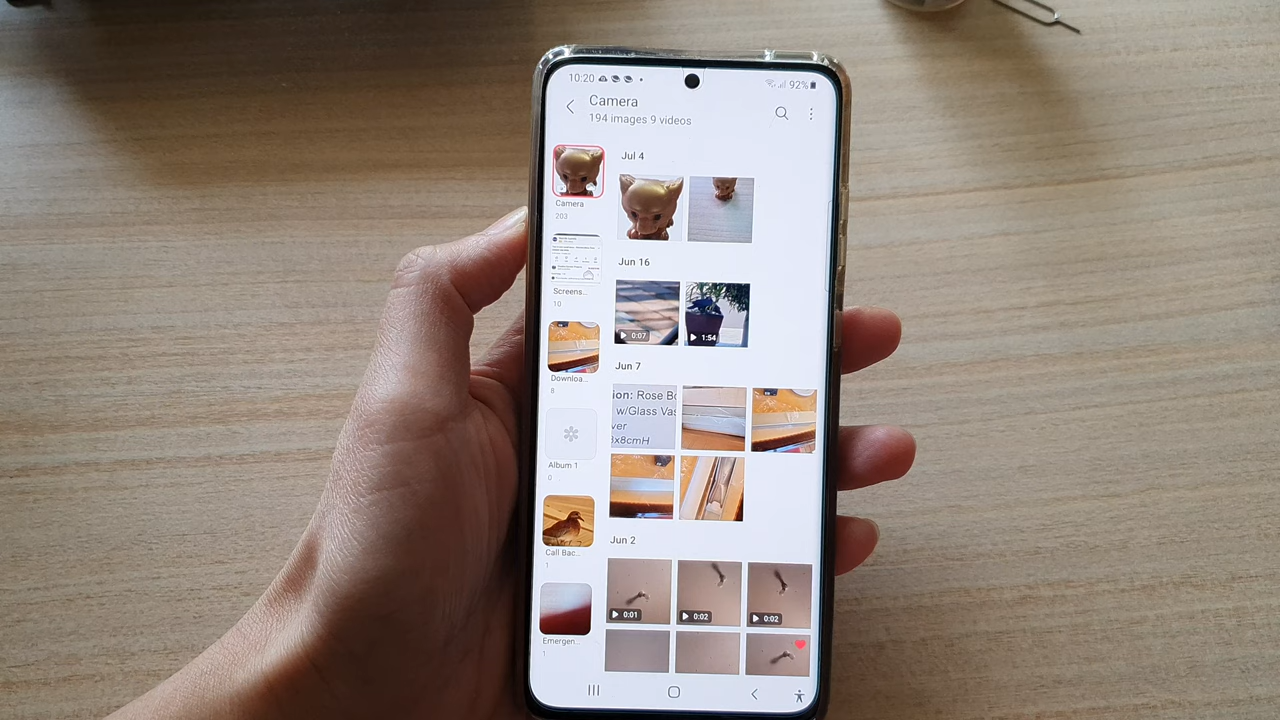 10:20
92%
Camera
194 images 9 videos
Camera
203
Screens...
10
Downloa...
8
Album 1
0
Call Bac...
1
Emergen...
1
Jul 4
Jun 16
0:07
1:54
Jun 7
ion: Rose Bo
w/Glass Vas
ver
8x8cmH
Jun 2
0:01
0:02
0:02